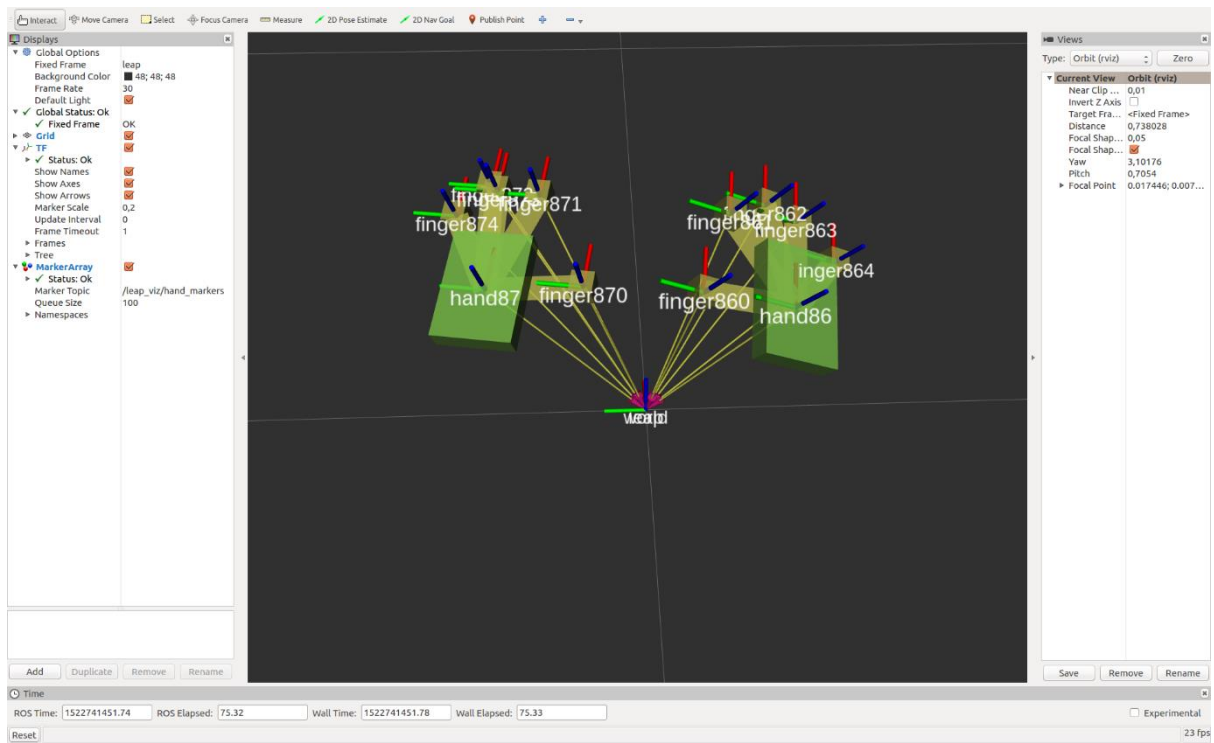 Interact Move Camera Select Focus Camera Measure 2D Pose Estimate 2D Nav Goal Publish Point
Displays
Global Options
Fixed Frame leap
Background Color 48; 48; 48
Frame Rate 30
Default Light
Global Status: Ok
Fixed Frame OK
Grid
TF
Status: Ok
Show Names
Show Axes
Show Arrows
Marker Scale 0,2
Update Interval 0
Frame Timeout 1
Frames
Tree
MarkerArray
Status: Ok
Marker Topic /leap_viz/hand_markers
Queue Size 100
Namespaces
Add Duplicate Remove Rename
finger871
finger874
hand87
finger870
finger863
inger864
finger860
hand86
Views
Type: Orbit (rviz) Zero
Current View Orbit (rviz)
Near Clip ... 0,01
Invert Z Axis
Target Fra... <Fixed Frame>
Distance 0,738028
Focal Shap... 0,05
Focal Shap...
Yaw 3,10176
Pitch 0,7054
Focal Point 0.017446; 0.007...
Save Remove Rename
Time
ROS Time: 1522741451.74 ROS Elapsed: 75.32 Wall Time: 1522741451.78 Wall Elapsed: 75.33 Experimental
Reset 23 fps